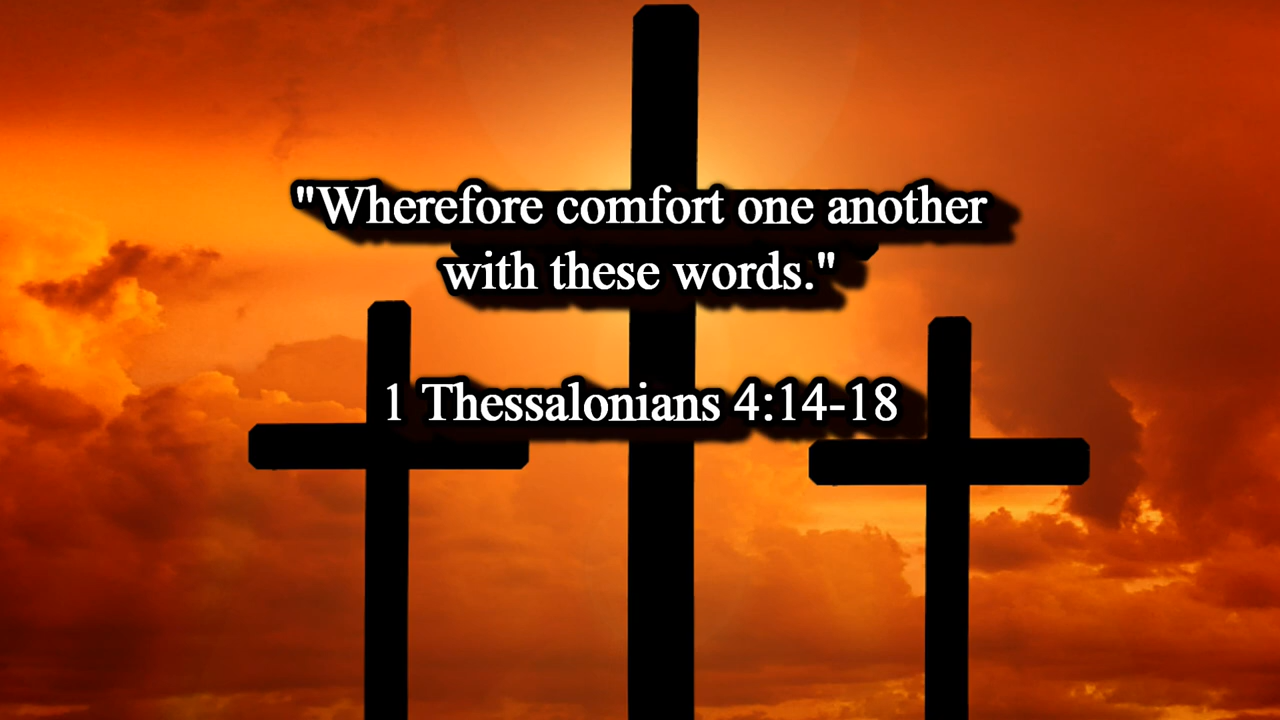 "Wherefore comfort one another
with these words."
1 Thessalonians 4:14-18